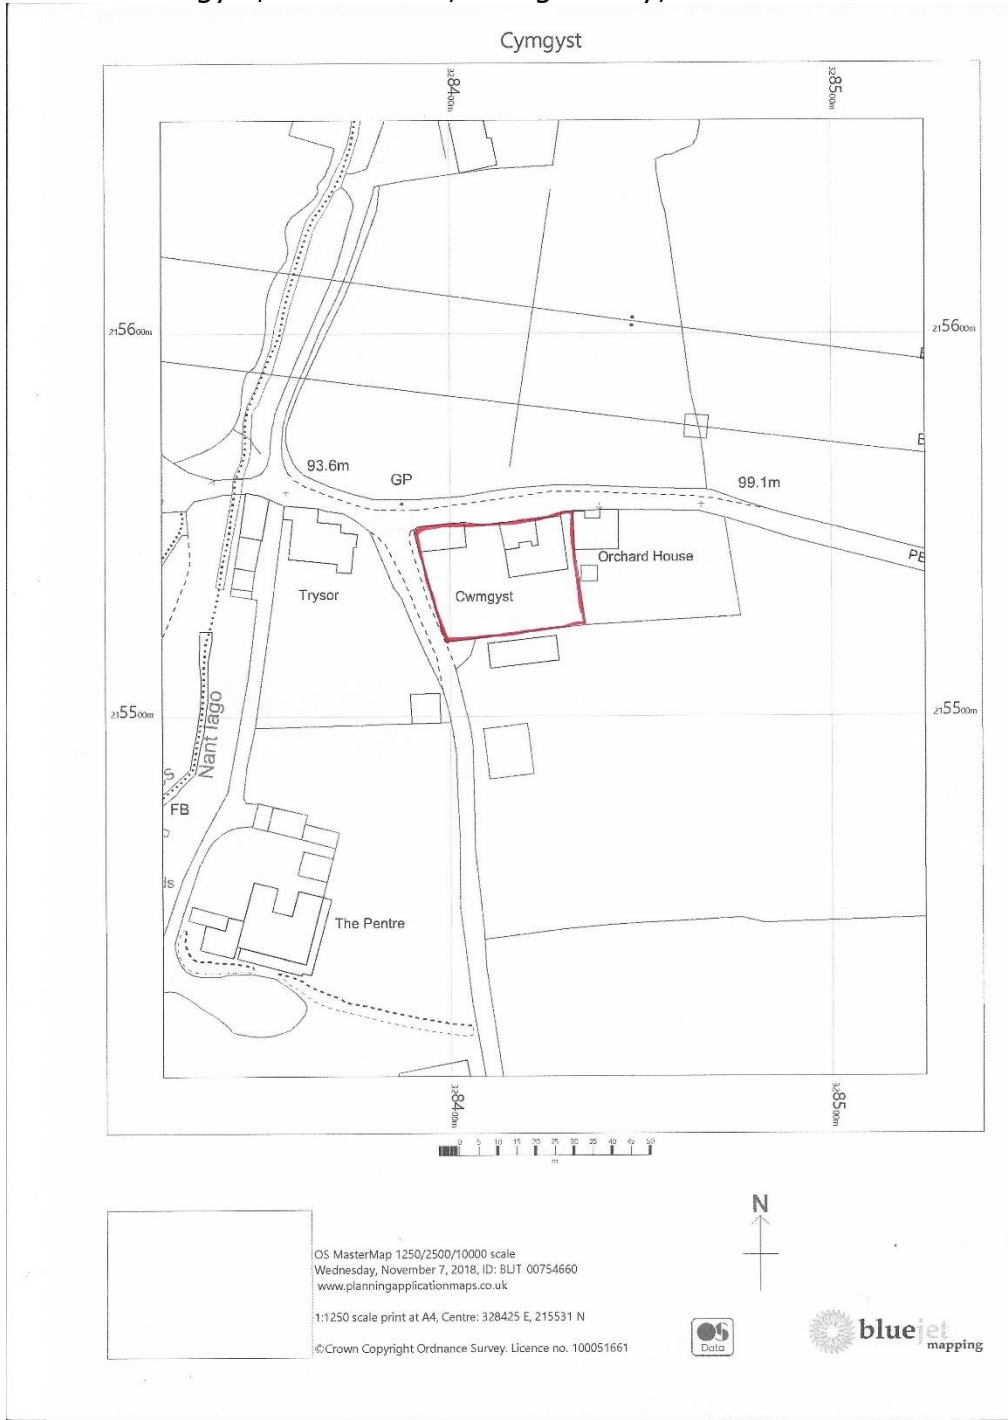 Cymgyst
328400m
328500m
215600m
215600m
E
E
93.6m
GP
99.1m
PB
Orchard House
Trysor
Cwmgyst
215500m
215500m
Nant Iago
FB
The Pentre
328400m
328500m
0 5 10 15 20 25 30 35 40 45 50
m
N
OS MasterMap 1250/2500/10000 scale
Wednesday, November 7, 2018, ID: BLJT 00754660
www.planningapplicationmaps.co.uk
1:1250 scale print at A4, Centre: 328425 E, 215531 N
©Crown Copyright Ordnance Survey. Licence no. 100051661
OS
Data
bluejet
mapping